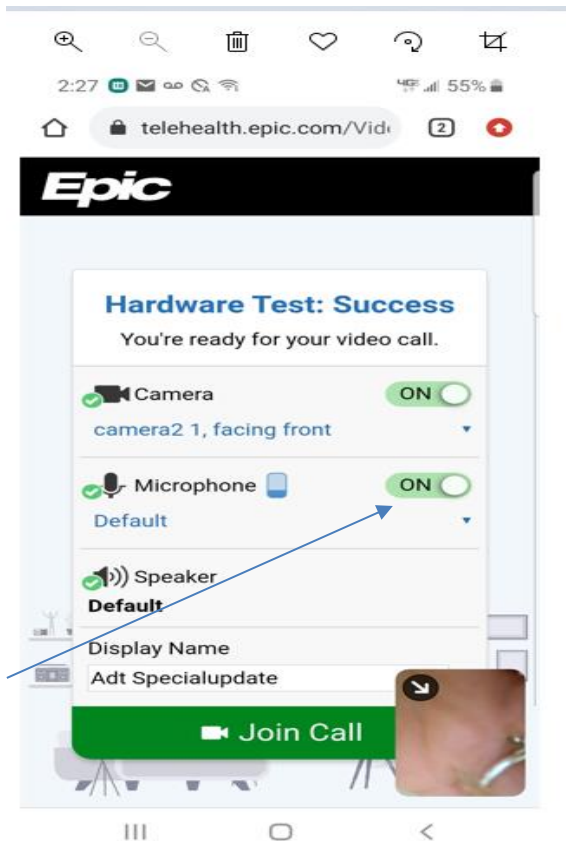 2:27 55%
telehealth.epic.com/Vid 2
Epic
Hardware Test: Success
You're ready for your video call.
Camera ON
camera2 1, facing front
Microphone ON
Default
Speaker
Default
Display Name
Adt Specialupdate
Join Call